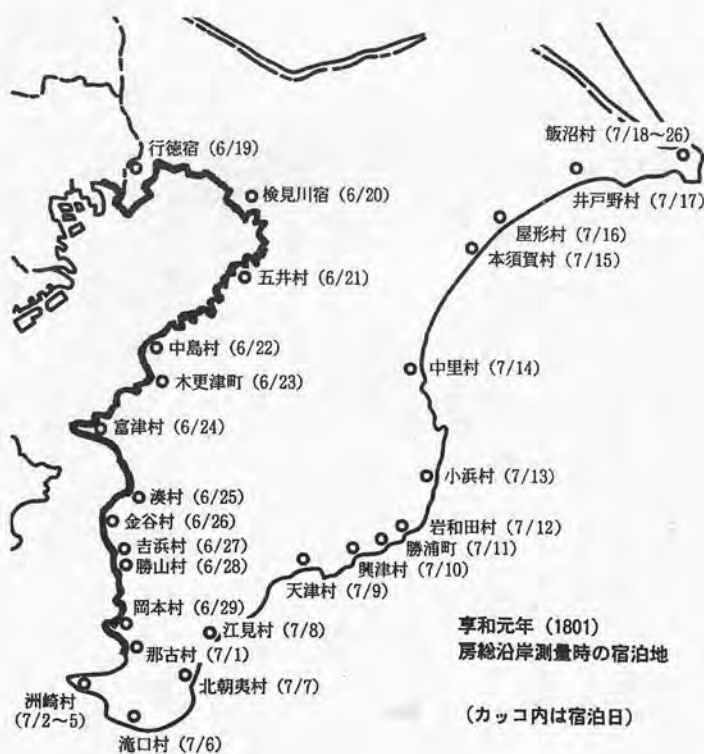 行徳宿 (6/19)
検見川宿 (6/20)
五井村 (6/21)
中島村 (6/22)
木更津町 (6/23)
富津村 (6/24)
湊村 (6/25)
金谷村 (6/26)
吉浜村 (6/27)
勝山村 (6/28)
岡本村 (6/29)
那古村 (7/1)
洲崎村
(7/2〜5)
滝口村 (7/6)
北朝夷村 (7/7)
江見村 (7/8)
天津村 (7/9)
興津村 (7/10)
勝浦町 (7/11)
岩和田村 (7/12)
小浜村 (7/13)
中里村 (7/14)
本須賀村 (7/15)
屋形村 (7/16)
井戸野村 (7/17)
飯沼村 (7/18〜26)
享和元年 (1801)
房総沿岸測量時の宿泊地
(カッコ内は宿泊日)